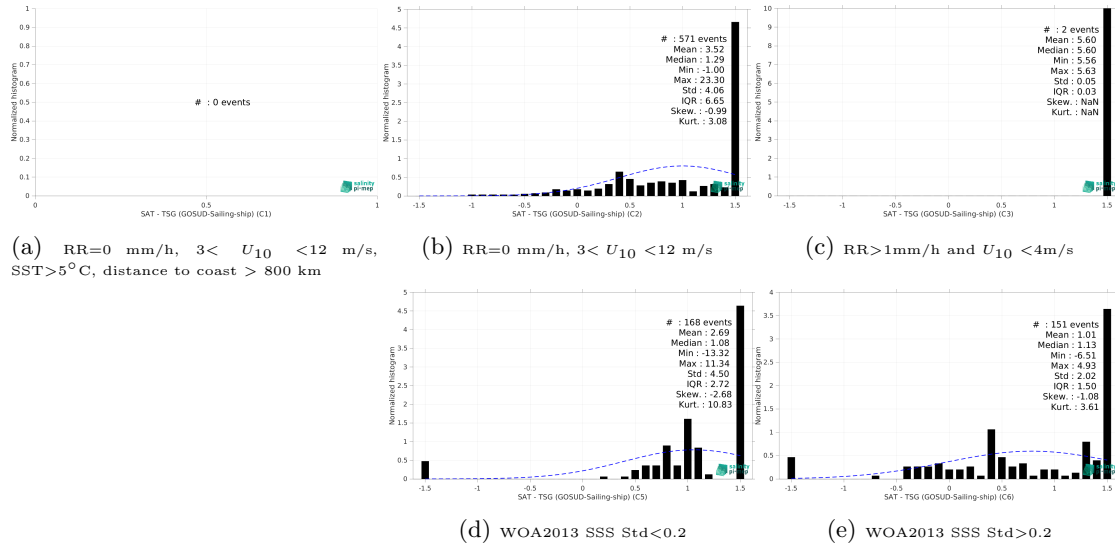 1
0.9
0.8
0.7
0.6
0.5
0.4
0.3
0.2
0.1
0
Normalized histogram
# : 0 events
salinity
pi-mep
0 0.5 1
SAT - TSG (GOSUD-Sailing-ship) (C1)
(a) RR=0 mm/h, 3< U10 <12 m/s,
SST>5°C, distance to coast > 800 km
5
4.5
4
3.5
3
2.5
2
1.5
1
0.5
0
Normalized histogram
# : 571 events
Mean : 3.52
Median : 1.29
Min : -1.00
Max : 23.30
Std : 4.06
IQR : 6.65
Skew. : -0.99
Kurt. : 3.08
salinity
pi-mep
-1.5 -1 -0.5 0 0.5 1 1.5
SAT - TSG (GOSUD-Sailing-ship) (C2)
(b) RR=0 mm/h, 3< U10 <12 m/s
10
9
8
7
6
5
4
3
2
1
0
Normalized histogram
# : 2 events
Mean : 5.60
Median : 5.60
Min : 5.56
Max : 5.63
Std : 0.05
IQR : 0.03
Skew. : NaN
Kurt. : NaN
salinity
pi-mep
-1.5 -1 -0.5 0 0.5 1 1.5
SAT - TSG (GOSUD-Sailing-ship) (C3)
(c) RR>1mm/h and U10 <4m/s
5
4.5
4
3.5
3
2.5
2
1.5
1
0.5
0
Normalized histogram
# : 168 events
Mean : 2.69
Median : 1.08
Min : -13.32
Max : 11.34
Std : 4.50
IQR : 2.72
Skew. : -2.68
Kurt. : 10.83
salinity
pi-mep
-1.5 -1 -0.5 0 0.5 1 1.5
SAT - TSG (GOSUD-Sailing-ship) (C5)
(d) WOA2013 SSS Std<0.2
4
3.5
3
2.5
2
1.5
1
0.5
0
Normalized histogram
# : 151 events
Mean : 1.01
Median : 1.13
Min : -6.51
Max : 4.93
Std : 2.02
IQR : 1.50
Skew. : -1.08
Kurt. : 3.61
salinity
pi-mep
-1.5 -1 -0.5 0 0.5 1 1.5
SAT - TSG (GOSUD-Sailing-ship) (C6)
(e) WOA2013 SSS Std>0.2